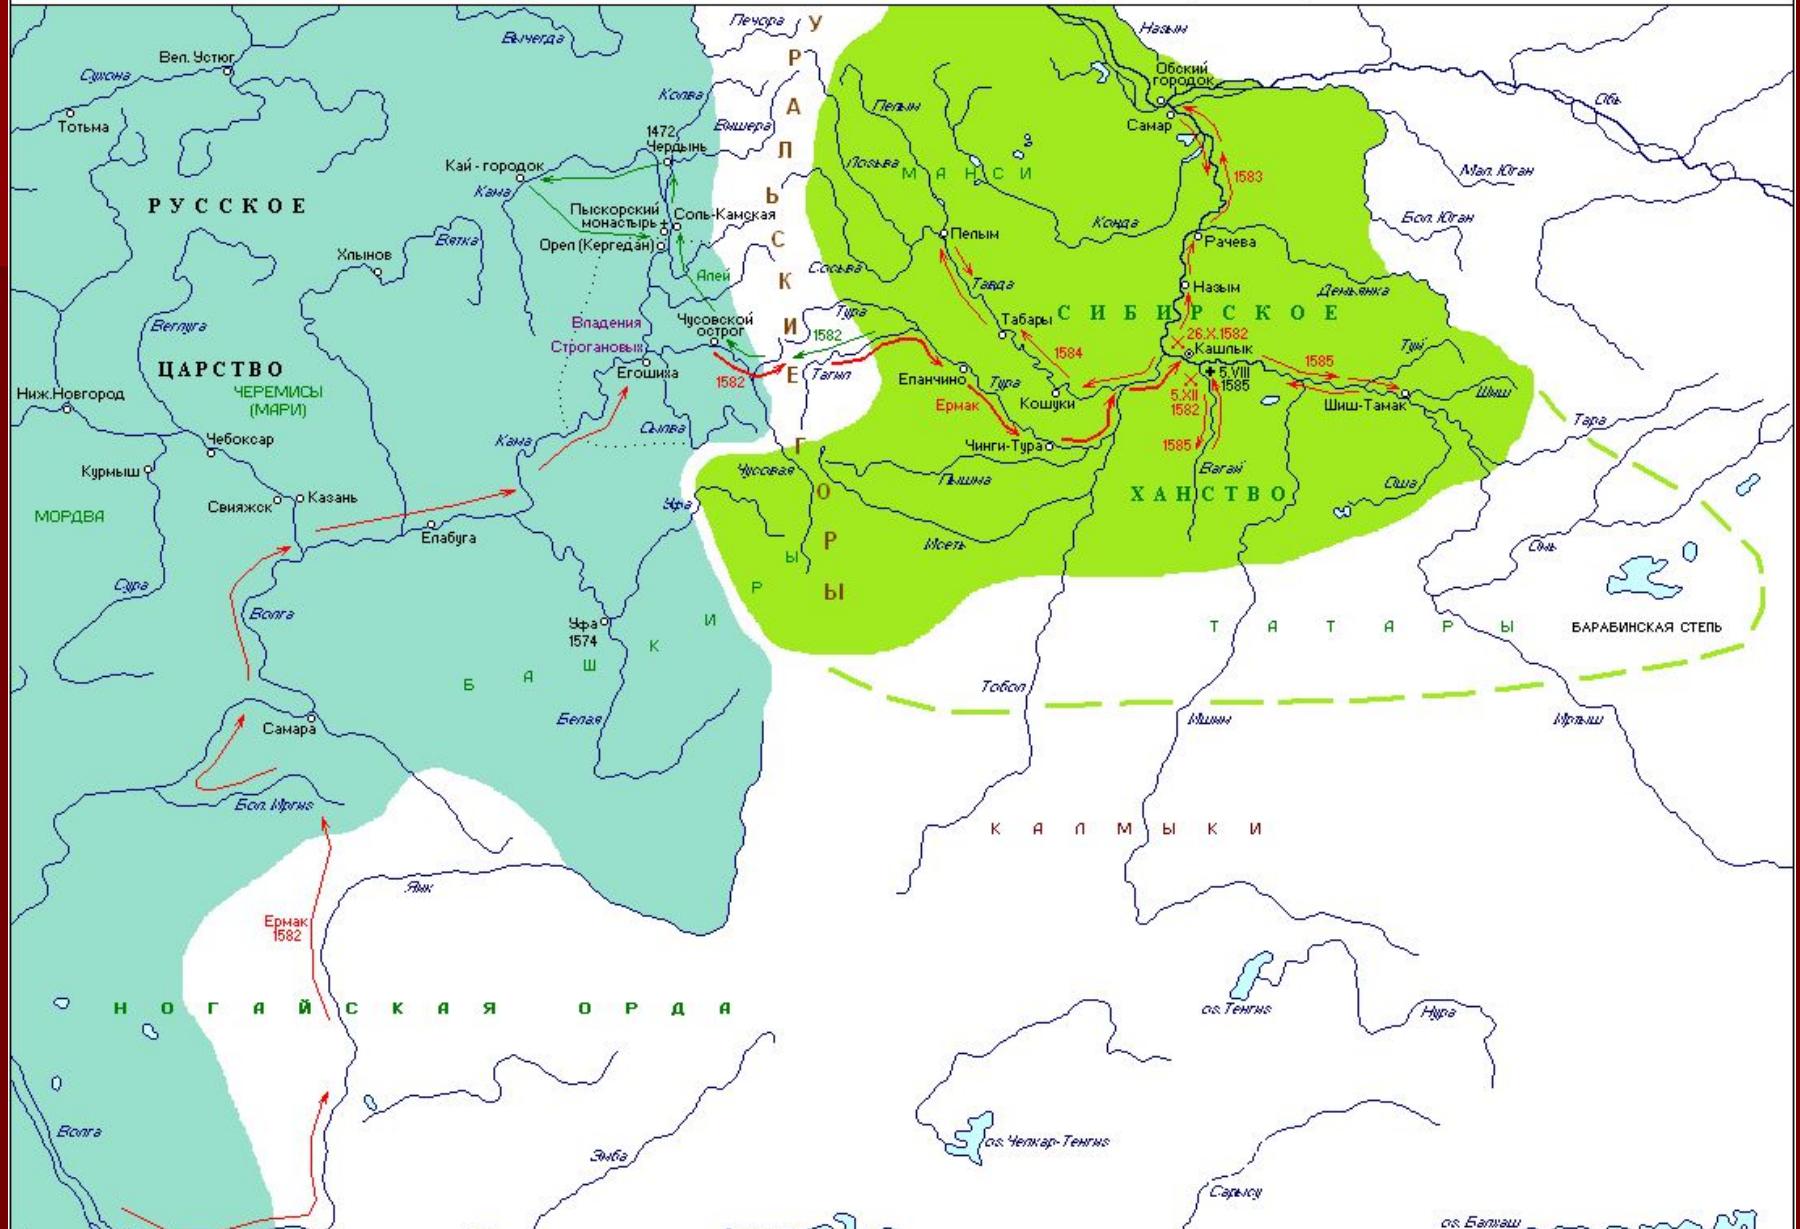 Печора
У
Вычегда
Назым
Вел. Устюг
Р
Сухона
Обский
городок
Обь
Колва
А
Пелым
Тотьма
Вишера
Самар
1472
Чердынь
Л
Лозьва
МАНСИ
Кай - городок
Мал. Юган
1583
Кама
Ь
РУССКОЕ
Пыскорский
монастырь
Соль-Камская
Бол. Юган
Конда
Орел (Кергедан)
С
Пелым
Рачева
Вятка
Хлынов
Алей
Сосьва
К
Тавда
Назым
Демьянка
Ветлуга
Владения
Строгановых
Чусовской
острог
И
Тура
1582
Табары
СИБИРСКОЕ
26.X.1582
Кашлык
Туй
ЦАРСТВО
Егошиха
1582
Е
Тагил
1584
1585
5.VIII
1585
Епанчино
Тура
Ниж.Новгород
ЧЕРЕМИСЫ
(МАРИ)
Ермак
Кошуки
5.XII
1582
Шиш-Тамак
Шиш
Тара
Чебоксар
Кама
Сылва
Г
Чинги-Тура
1585
Курмыш
Чусовая
Пышма
Вагай
Свияжск
Казань
О
ХАНСТВО
Оша
МОРДВА
Уфа
Елабуга
Р
Исеть
Омь
Сура
Ы
Волга
Уфа
1574
БАШКИРЫ
ТАТАРЫ
БАРАБИНСКАЯ СТЕПЬ
Тобол
Белая
Ишим
Иртыш
Самара
Бол. Иргиз
КАЛМЫКИ
Яик
Ермак
1582
НОГАЙСКАЯ ОРДА
оз. Тенгиз
Нура
Волга
оз. Челкар-Тенгиз
Эмба
Сарысу
оз. Балхаш